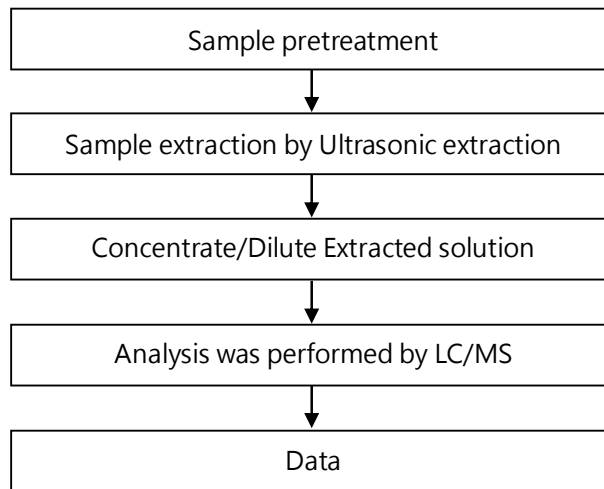 Sample pretreatment
Sample extraction by Ultrasonic extraction
Concentrate/Dilute Extracted solution
Analysis was performed by LC/MS
Data